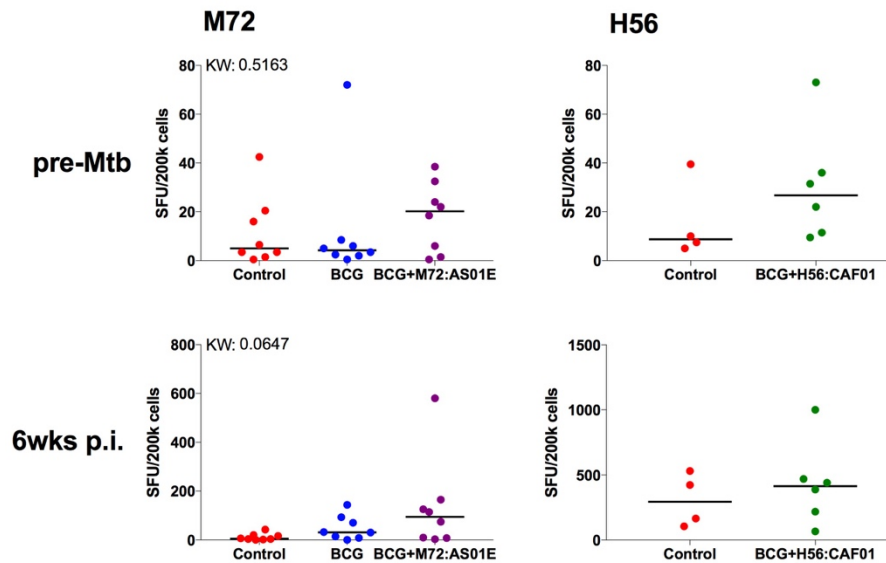 M72
H56
pre-Mtb
SFU/200k cells
80
60
40
20
0
KW: 0.5163
Control
BCG
BCG+M72:AS01E
SFU/200k cells
80
60
40
20
0
Control
BCG+H56:CAF01
6wks p.i.
SFU/200k cells
800
600
400
200
0
KW: 0.0647
Control
BCG
BCG+M72:AS01E
SFU/200k cells
1500
1000
500
0
Control
BCG+H56:CAF01